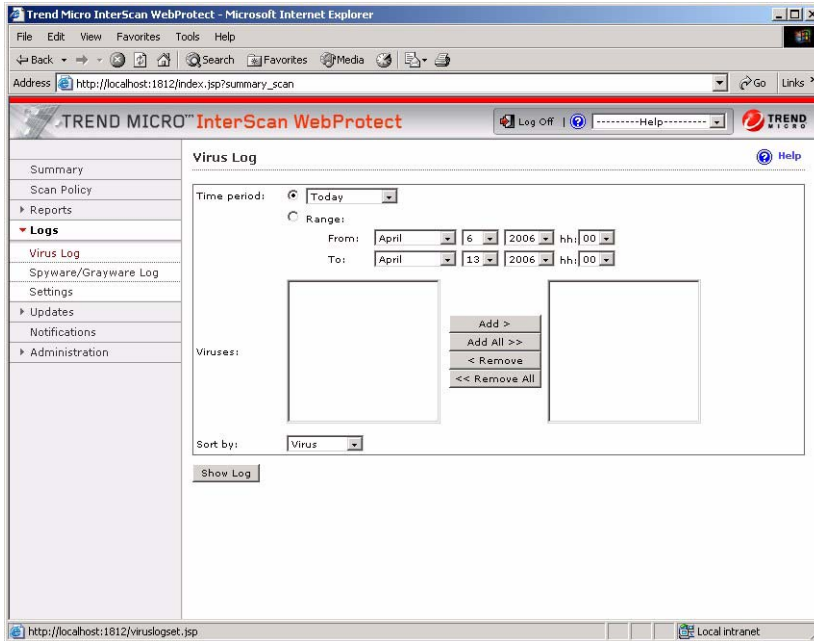 Trend Micro InterScan WebProtect - Microsoft Internet Explorer
File Edit View Favorites Tools Help
Back Search Favorites Media
Address http://localhost:1812/index.jsp?summary_scan Go Links »
TREND MICRO™ InterScan WebProtect Log Off | ---------Help--------- TREND MICRO
Virus Log Help
Summary
Scan Policy
Reports
Logs
Virus Log
Spyware/Grayware Log
Settings
Updates
Notifications
Administration
Time period: Today
Range:
From: April 6 2006 hh: 00
To: April 13 2006 hh: 00
Viruses:
Add >
Add All >>
< Remove
<< Remove All
Sort by: Virus
Show Log
http://localhost:1812/viruslogset.jsp Local intranet